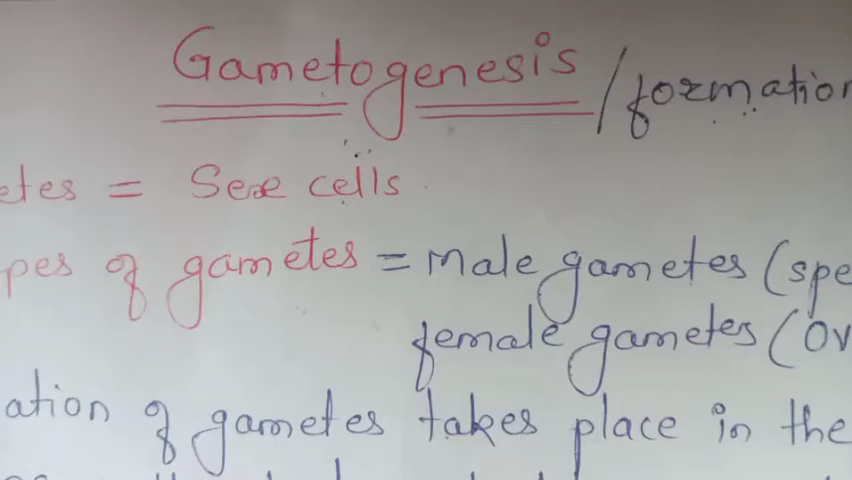 Gametogenesis / formation
etes = Sex cells
pes of gametes = Male gametes (spe
female gametes (Ov
ation of gametes takes place in the